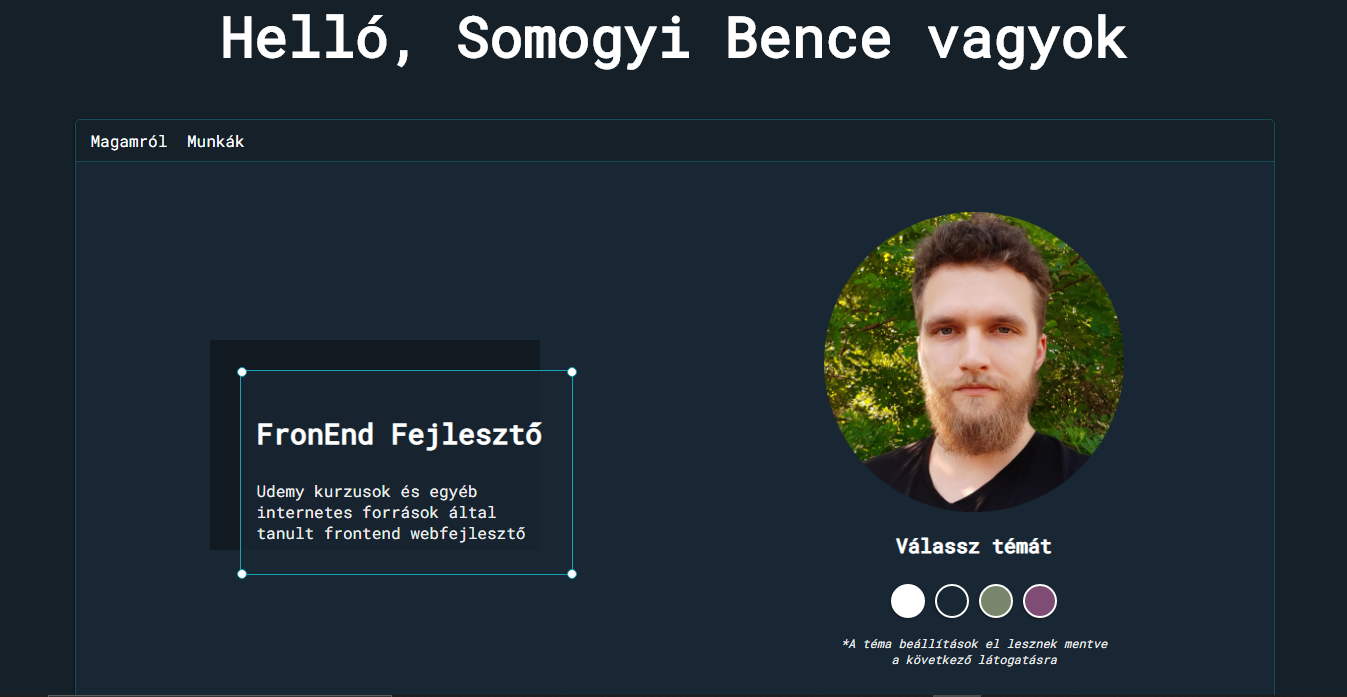 Helló, Somogyi Bence vagyok
Magamról Munkák
FronEnd Fejlesztő
Udemy kurzusok és egyéb
internetes források által
tanult frontend webfejlesztő
Válassz témát
*A téma beállítások el lesznek mentve
a következő látogatásra